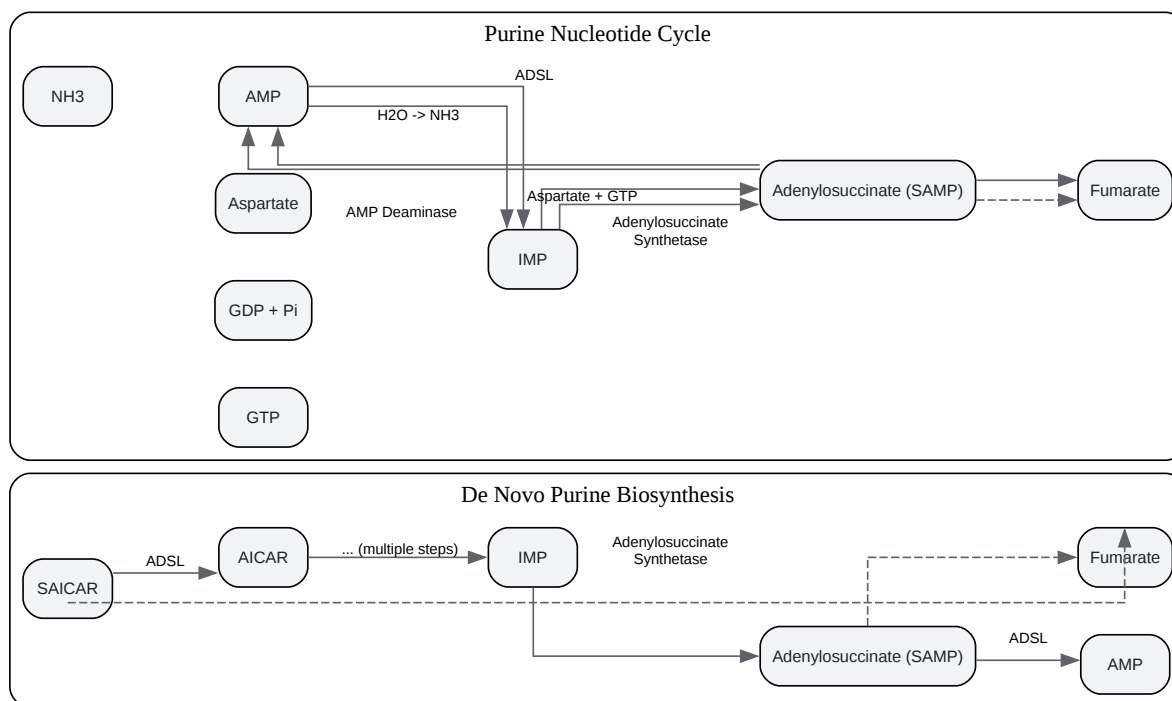 Purine Nucleotide Cycle
NH3
AMP
ADSL
H2O -> NH3
Aspartate
AMP Deaminase
Aspartate + GTP
Adenylosuccinate
Synthetase
IMP
Adenylosuccinate (SAMP)
Fumarate
GDP + Pi
GTP
De Novo Purine Biosynthesis
SAICAR
ADSL
AICAR
... (multiple steps)
IMP
Adenylosuccinate
Synthetase
Fumarate
Adenylosuccinate (SAMP)
ADSL
AMP